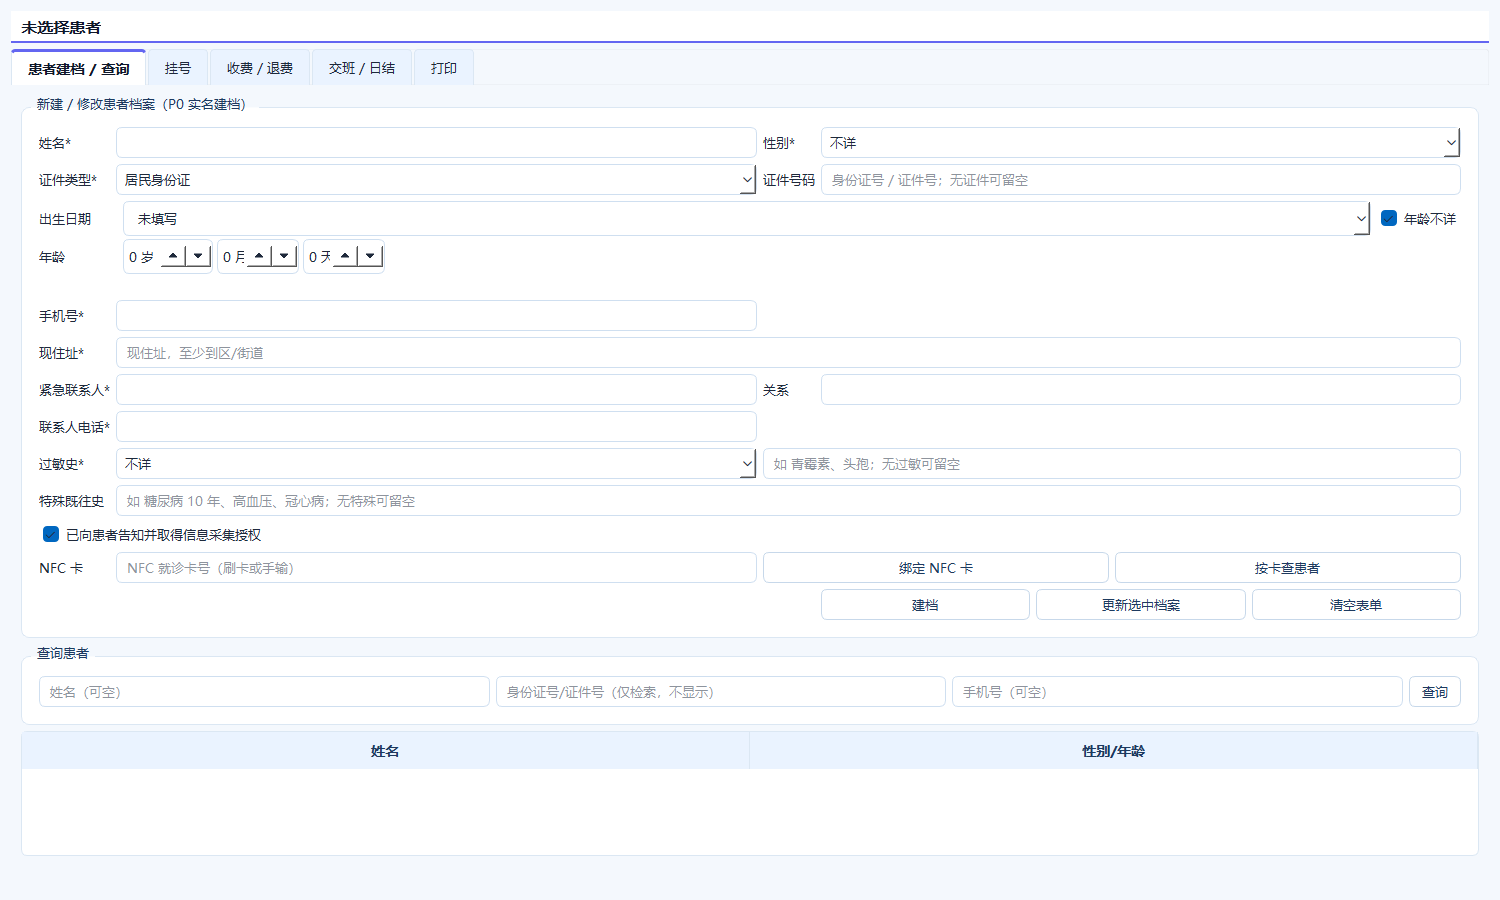 未选择患者
患者建档 / 查询 挂号 收费 / 退费 交班 / 日结 打印
新建 / 修改患者档案（P0 实名建档）
姓名* 性别* 不详
证件类型* 居民身份证 证件号码 身份证号 / 证件号；无证件可留空
出生日期 未填写 年龄不详
年龄 0 岁 0 月 0 天
手机号*
现住址* 现住址，至少到区/街道
紧急联系人* 关系
联系人电话*
过敏史* 不详 如 青霉素、头孢；无过敏可留空
特殊既往史 如 糖尿病 10 年、高血压、冠心病；无特殊可留空
已向患者告知并取得信息采集授权
NFC 卡 NFC 就诊卡号（刷卡或手输） 绑定 NFC 卡 按卡查患者
建档 更新选中档案 清空表单
查询患者
姓名（可空） 身份证号/证件号（仅检索，不显示） 手机号（可空） 查询
姓名 性别/年龄